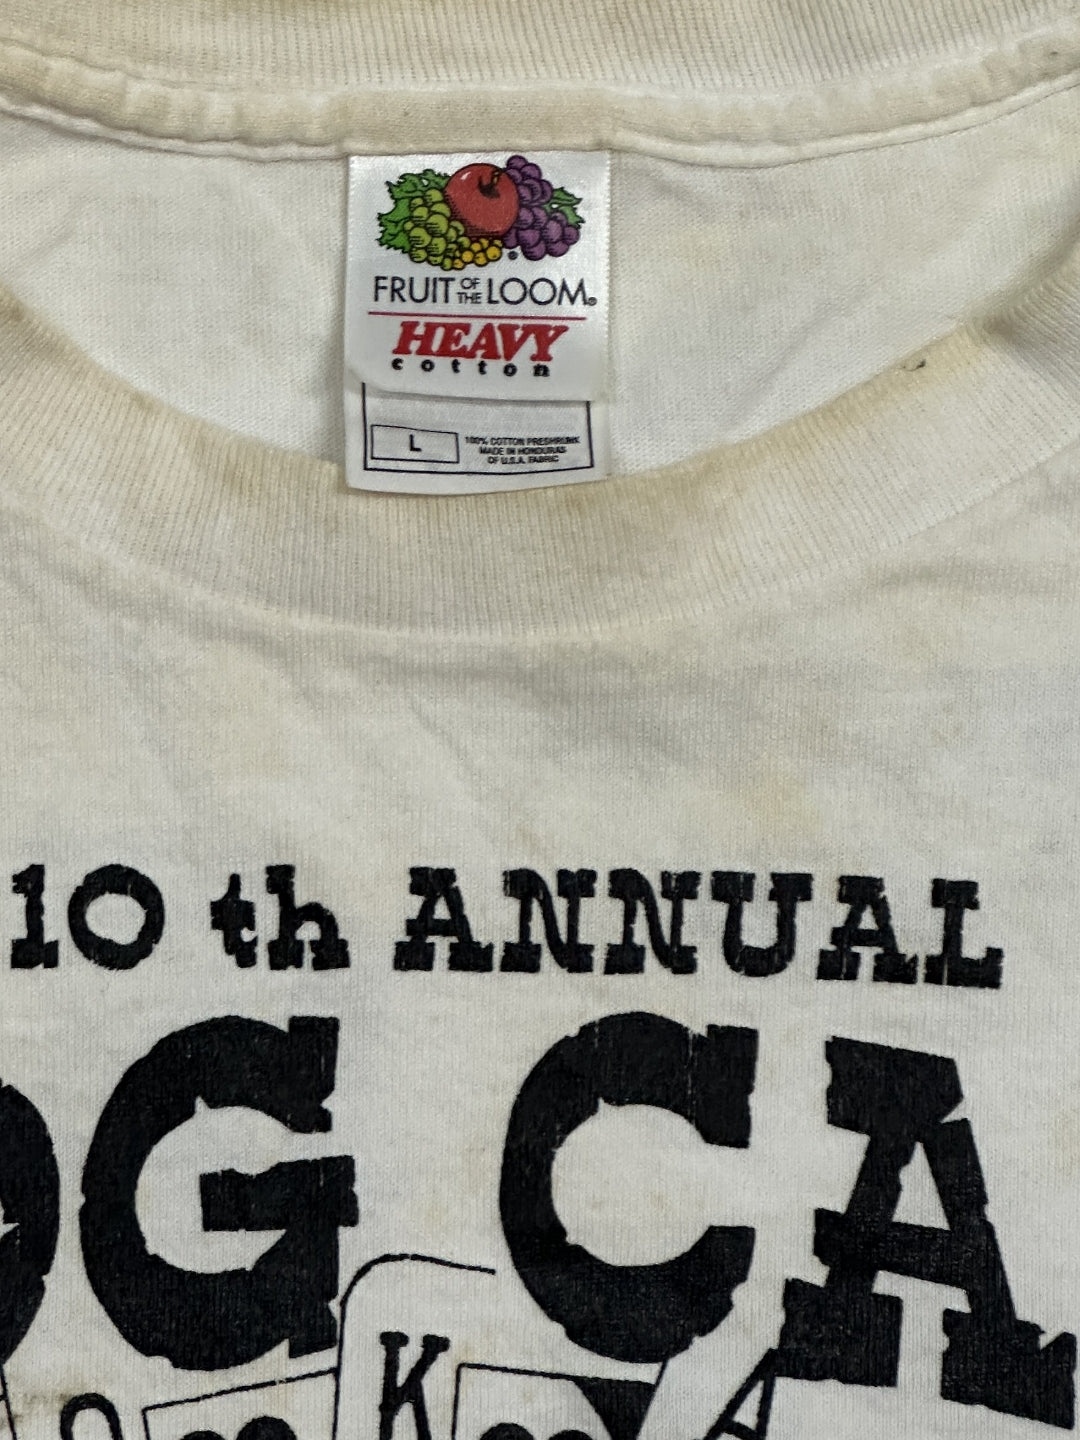 FRUIT OF THE LOOM®
HEAVY
cotton
L
100% COTTON PRESHRUNK
MADE IN HONDURAS
OF U.S.A. FABRIC
10 th ANNUAL
OG CA
Q K A